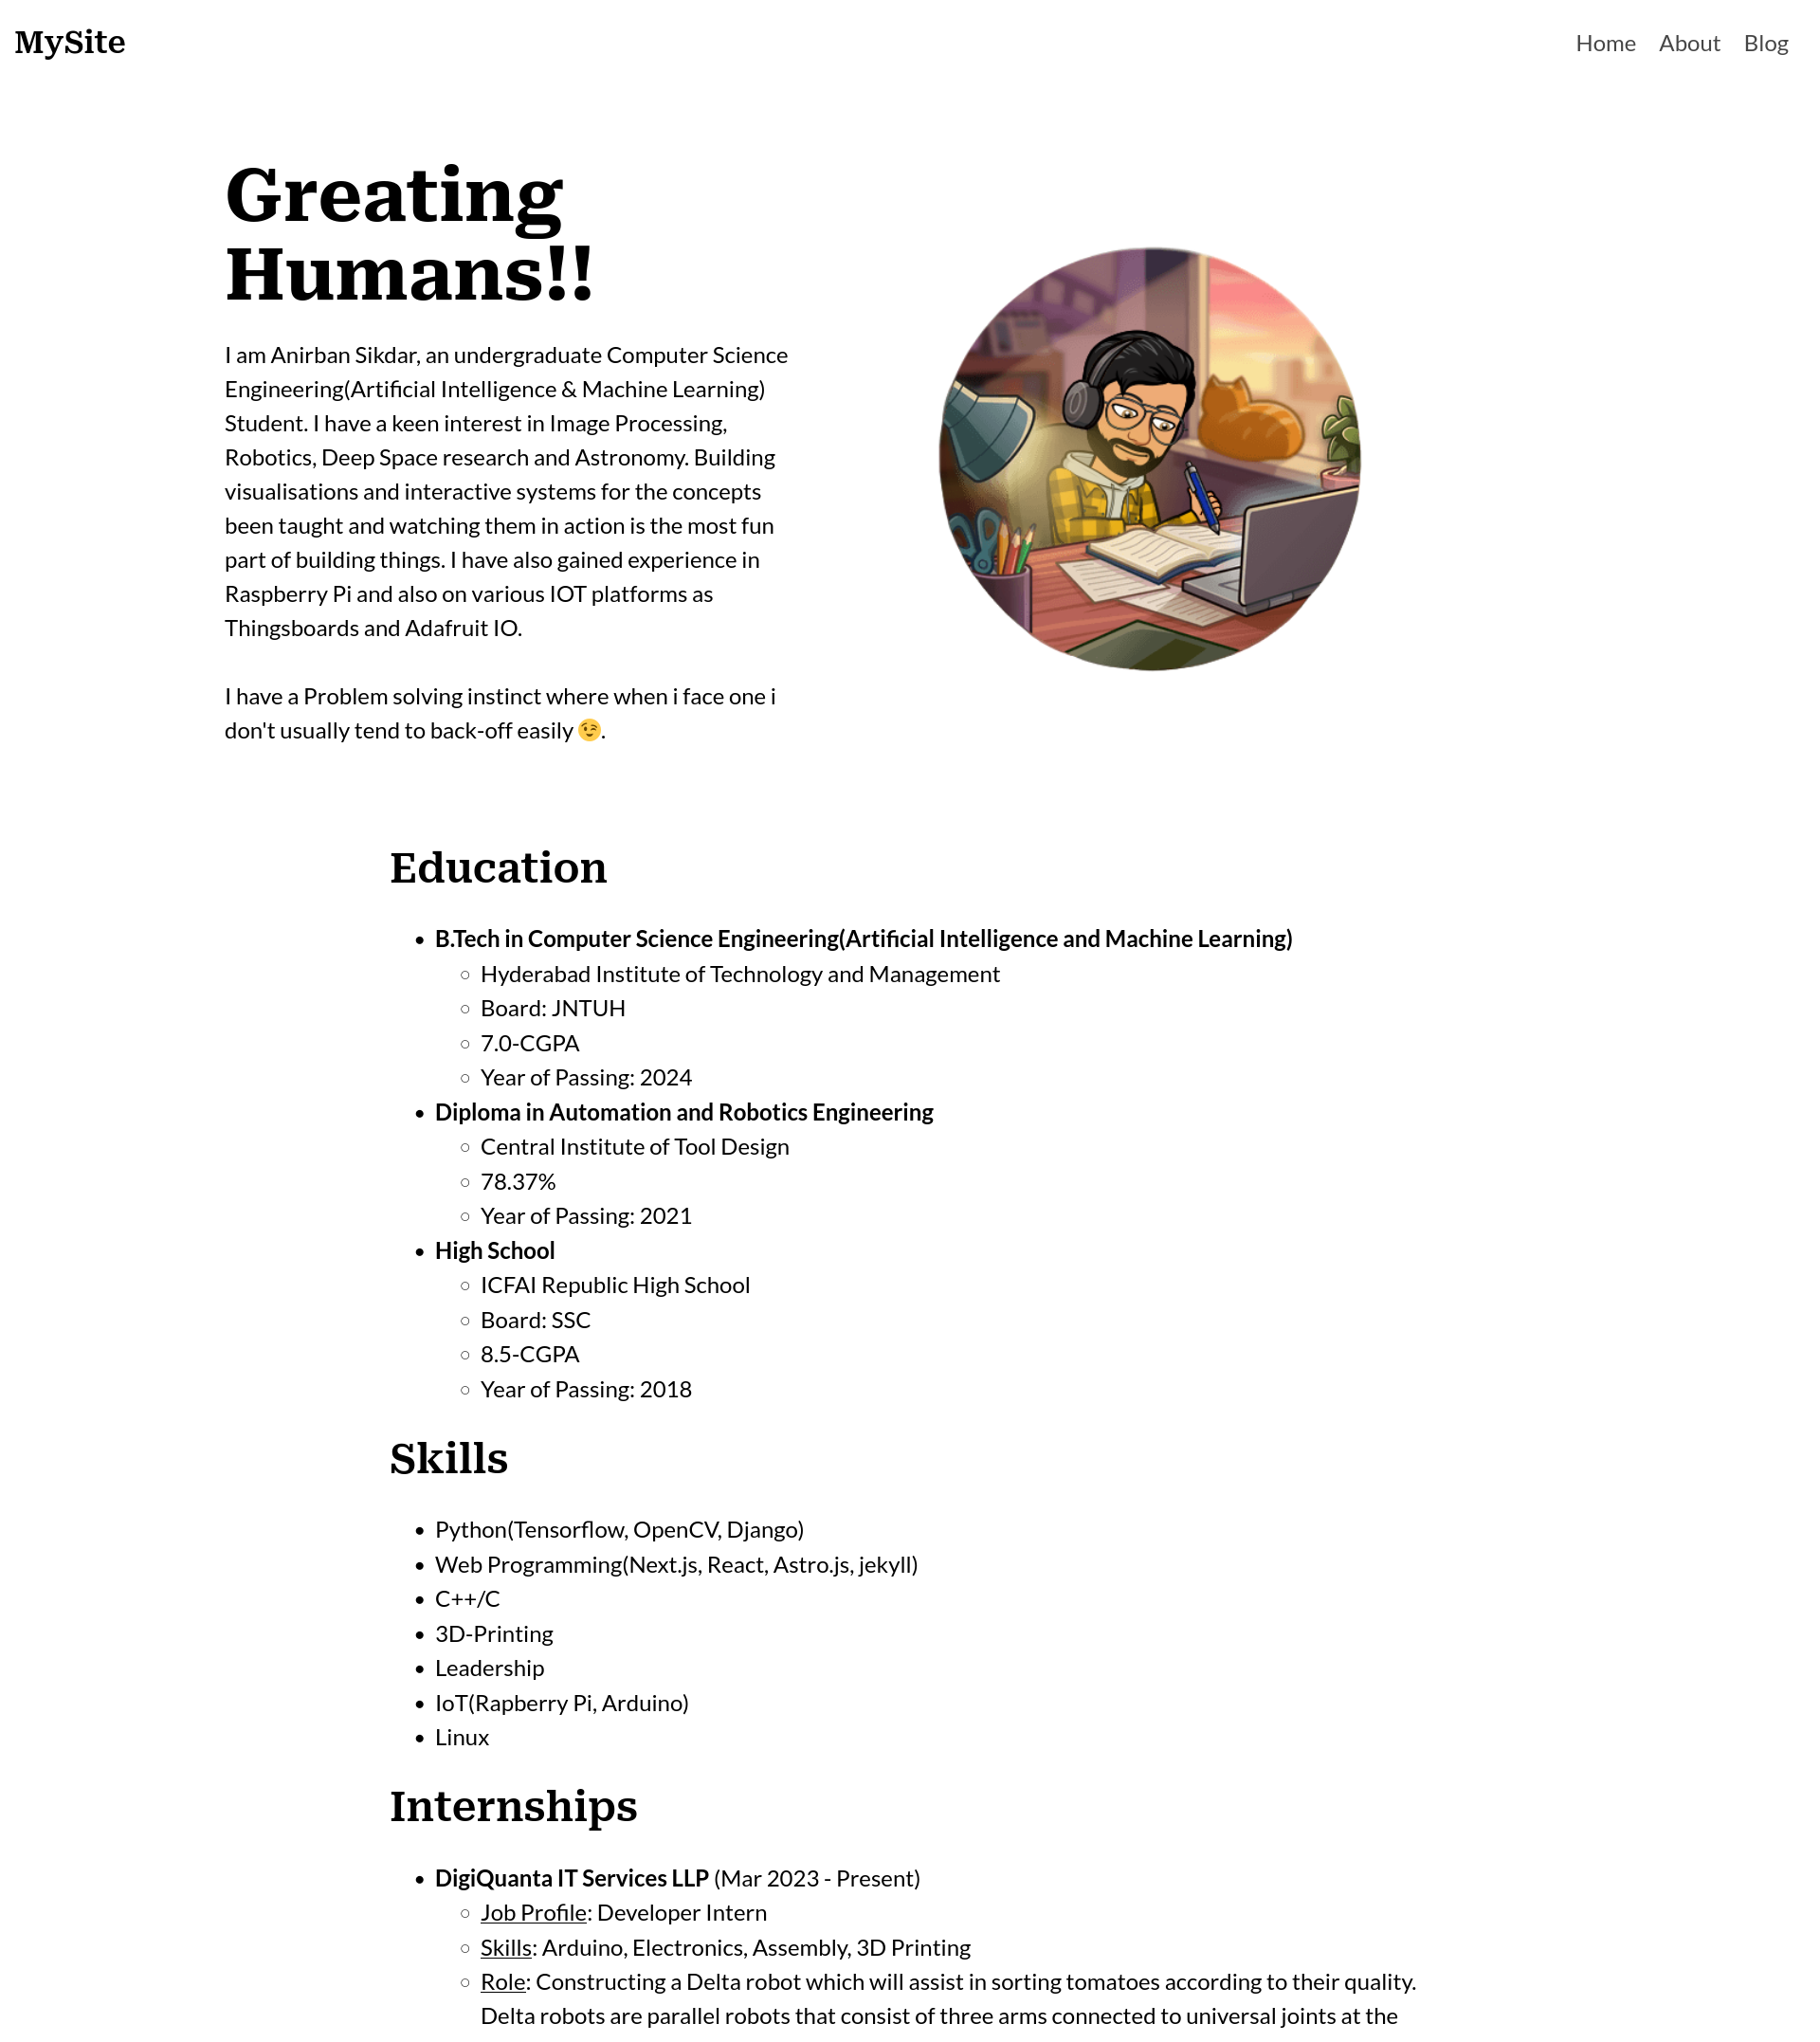 MySite
Home About Blog
Greating
Humans!!
I am Anirban Sikdar, an undergraduate Computer Science
Engineering(Artificial Intelligence & Machine Learning)
Student. I have a keen interest in Image Processing,
Robotics, Deep Space research and Astronomy. Building
visualisations and interactive systems for the concepts
been taught and watching them in action is the most fun
part of building things. I have also gained experience in
Raspberry Pi and also on various IOT platforms as
Thingsboards and Adafruit IO.
I have a Problem solving instinct where when i face one i
don't usually tend to back-off easily 😉.
Education
• B.Tech in Computer Science Engineering(Artificial Intelligence and Machine Learning)
○ Hyderabad Institute of Technology and Management
○ Board: JNTUH
○ 7.0-CGPA
○ Year of Passing: 2024
• Diploma in Automation and Robotics Engineering
○ Central Institute of Tool Design
○ 78.37%
○ Year of Passing: 2021
• High School
○ ICFAI Republic High School
○ Board: SSC
○ 8.5-CGPA
○ Year of Passing: 2018
Skills
• Python(Tensorflow, OpenCV, Django)
• Web Programming(Next.js, React, Astro.js, jekyll)
• C++/C
• 3D-Printing
• Leadership
• IoT(Rapberry Pi, Arduino)
• Linux
Internships
• DigiQuanta IT Services LLP (Mar 2023 - Present)
○ Job Profile: Developer Intern
○ Skills: Arduino, Electronics, Assembly, 3D Printing
○ Role: Constructing a Delta robot which will assist in sorting tomatoes according to their quality.
Delta robots are parallel robots that consist of three arms connected to universal joints at the